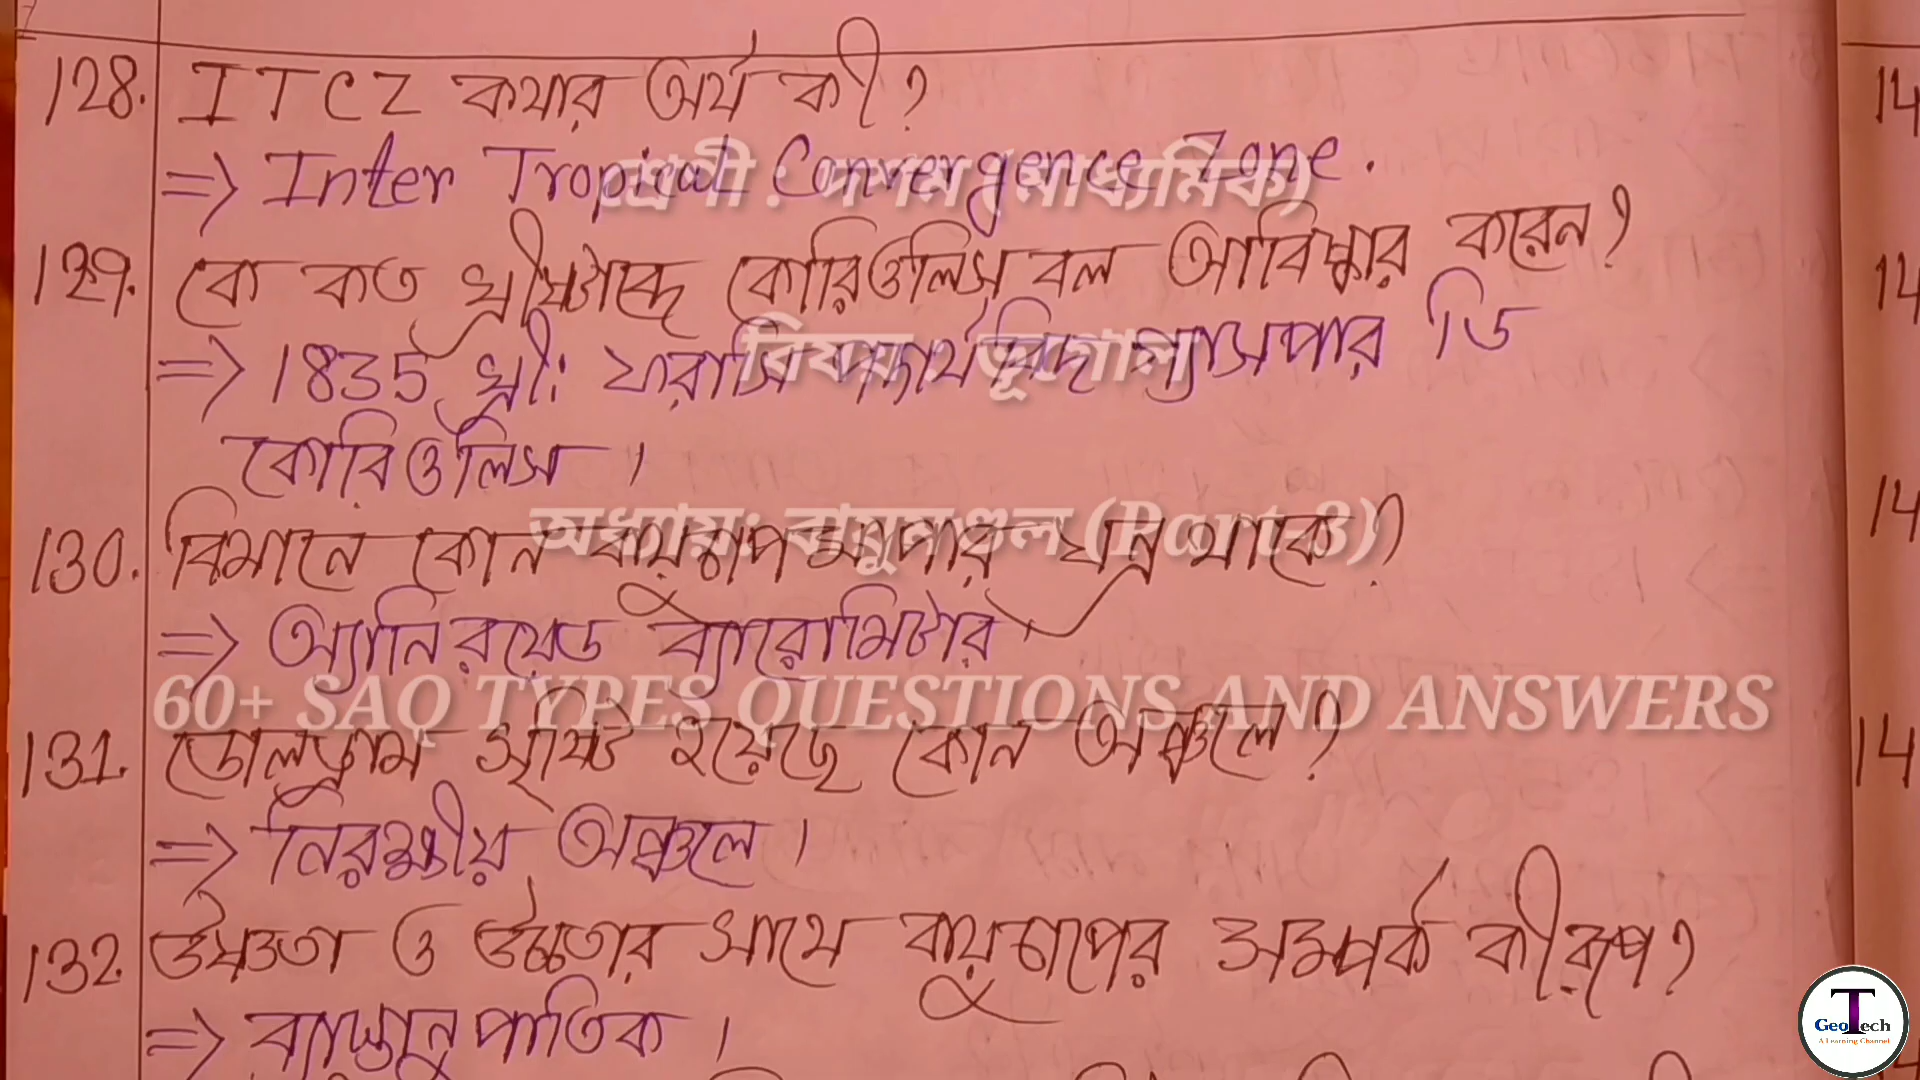 128. ITCZ কথার অর্থ কী?
=> Inter Tropical Convergence Zone.
শ্রেণী : দশম (মাধ্যমিক)
129. কে কত খ্রীষ্টাব্দে কোরিওলিস বল আবিষ্কার করেন?
=> 1835 খ্রী: ফরাসি পদার্থবিদ গ্যাসপার ডি
বিষয়: ভূগোল
কোরিওলিস ।
130. বিমানে কোন বায়ুচাপ মাপার যন্ত্র থাকে?
অধ্যায়: বায়ুমণ্ডল (Part 3)
=> অ্যানিরয়েড ব্যারোমিটার
60+ SAQ TYPES QUESTIONS AND ANSWERS
131. ডোলড্রাম সৃষ্টি হয়েছে কোন অঞ্চলে?
=> নিরক্ষীয় অঞ্চলে ।
132. উষ্ণতা ও উচ্চতার সাথে বায়ুচাপের সম্পর্ক কীরূপ?
=> ব্যাস্তানুপাতিক ।
14
14
14
14
T
GeoTech
A Learning Channel